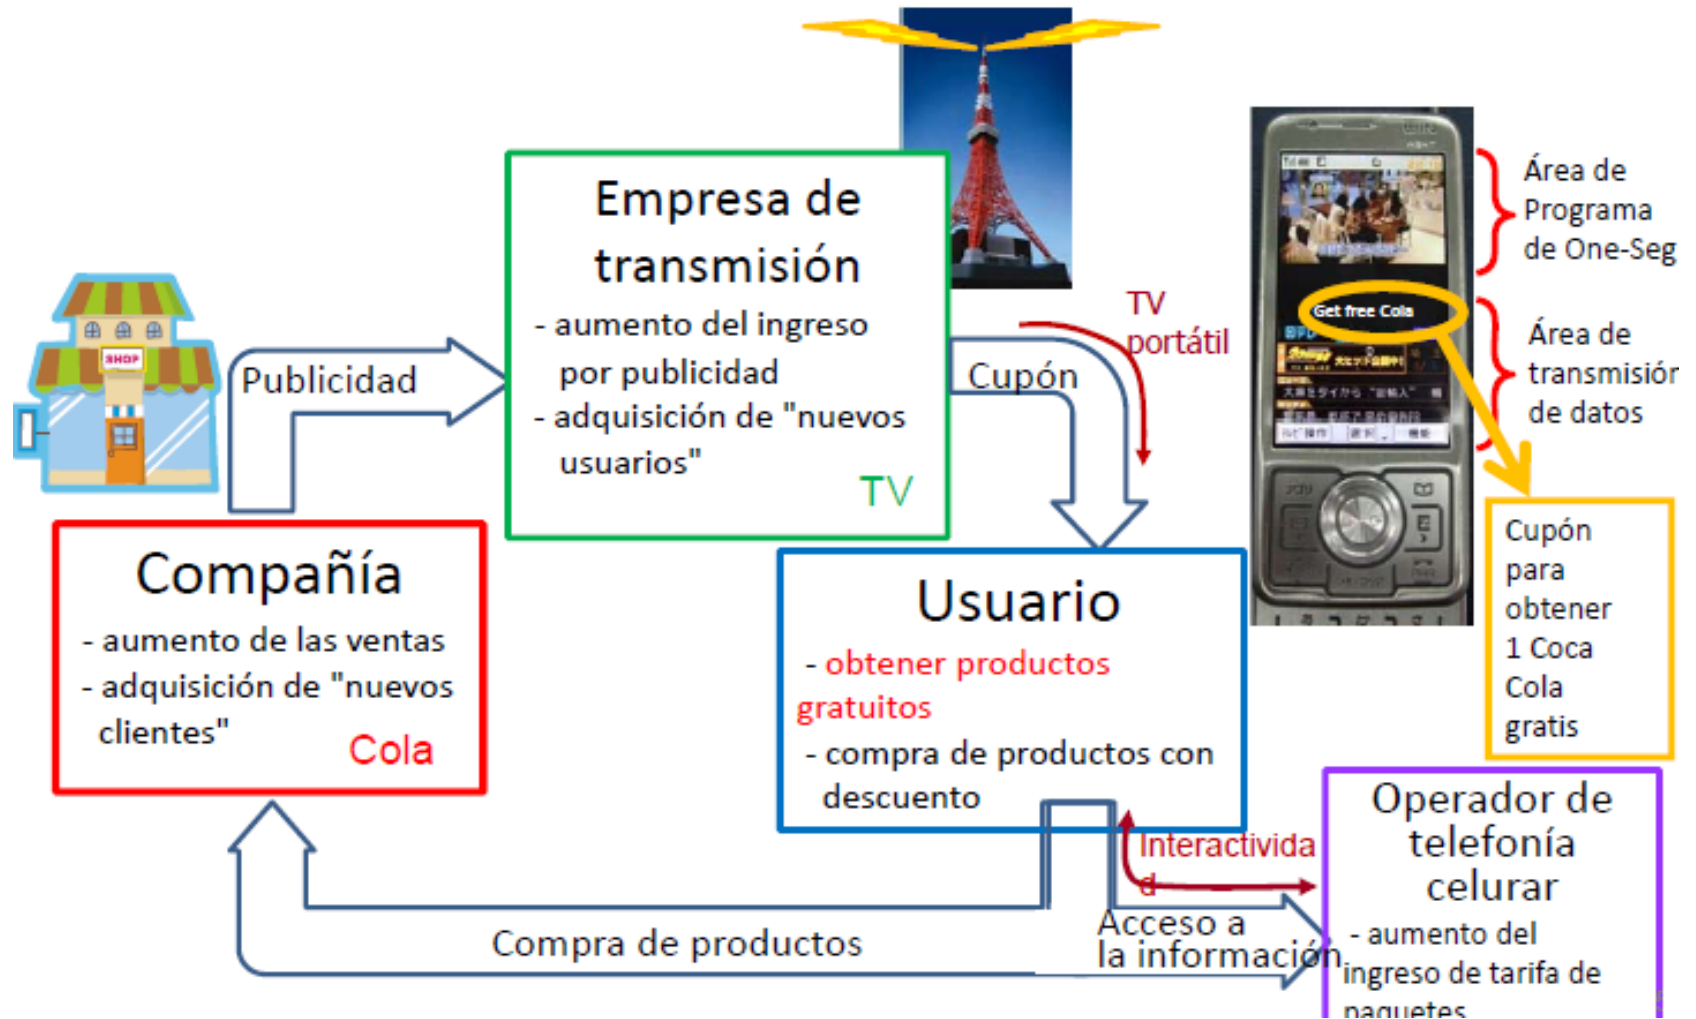 Empresa de
transmisión
- aumento del ingreso
por publicidad
- adquisición de "nuevos
usuarios"
TV
SHOP
Publicidad
Cupón
TV
portátil
Compañía
- aumento de las ventas
- adquisición de "nuevos
clientes"
Cola
Usuario
- obtener productos
gratuitos
- compra de productos con
descuento
Get free Cola
Área de
Programa
de One-Seg
Área de
transmisión
de datos
Cupón
para
obtener
1 Coca
Cola
gratis
Interactivida
d
Acceso a
la información
Compra de productos
Operador de
telefonía
celurar
- aumento del
ingreso de tarifa de
paquetes